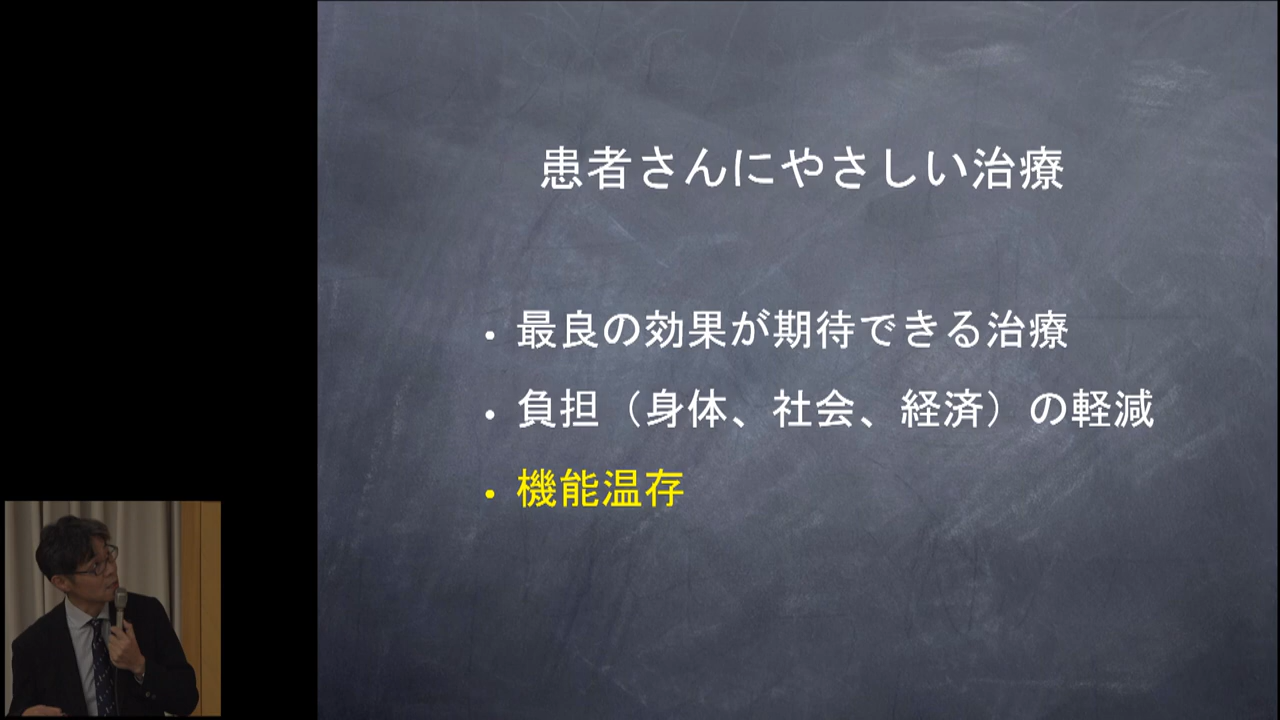 患者さんにやさしい治療
• 最良の効果が期待できる治療
• 負担（身体、社会、経済）の軽減
• 機能温存